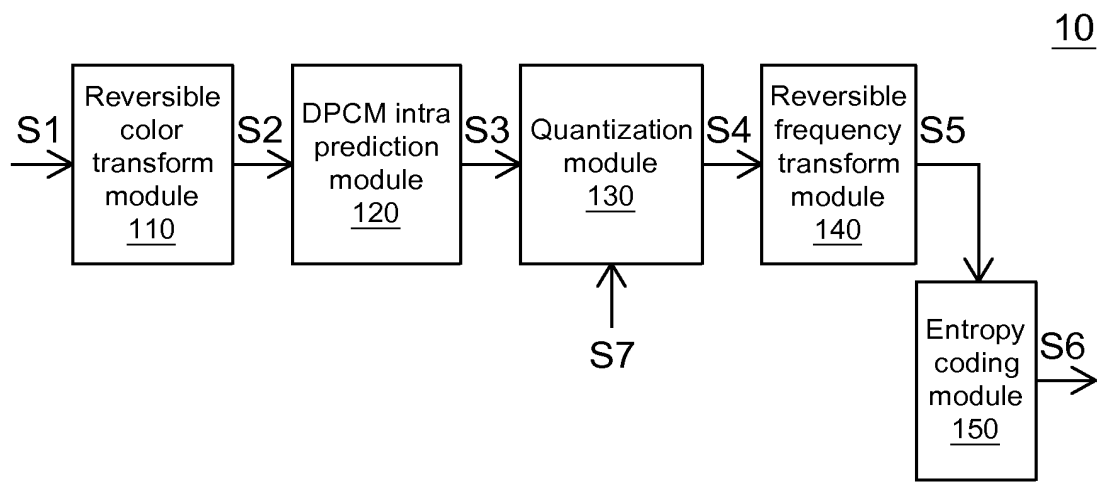 10
S1
Reversible
color
transform
module
110
S2
DPCM intra
prediction
module
120
S3
Quantization
module
130
S4
Reversible
frequency
transform
module
140
S5
S7
Entropy
coding
module
150
S6